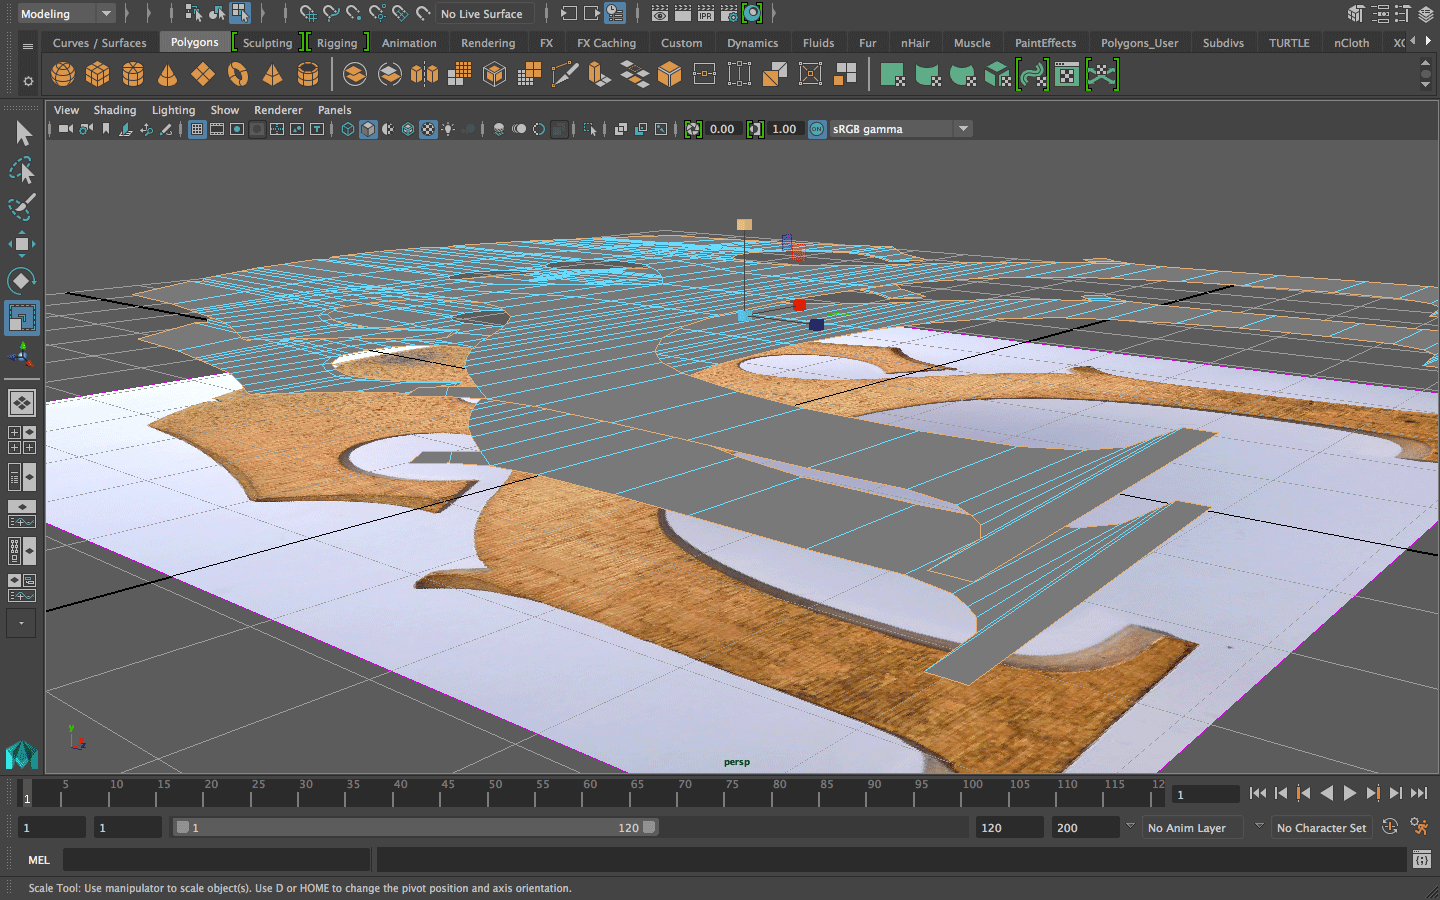 Modeling No Live Surface IPR
Curves / Surfaces Polygons Sculpting Rigging Animation Rendering FX FX Caching Custom Dynamics Fluids Fur nHair Muscle PaintEffects Polygons_User Subdivs TURTLE nCloth
View Shading Lighting Show Renderer Panels
0.00 1.00 ON sRGB gamma
y
z
persp
5 10 15 20 25 30 35 40 45 50 55 60 65 70 75 80 85 90 95 100 105 110 115 12
1 1
1 1 1 120 120 200 No Anim Layer No Character Set
MEL
Scale Tool: Use manipulator to scale object(s). Use D or HOME to change the pivot position and axis orientation.